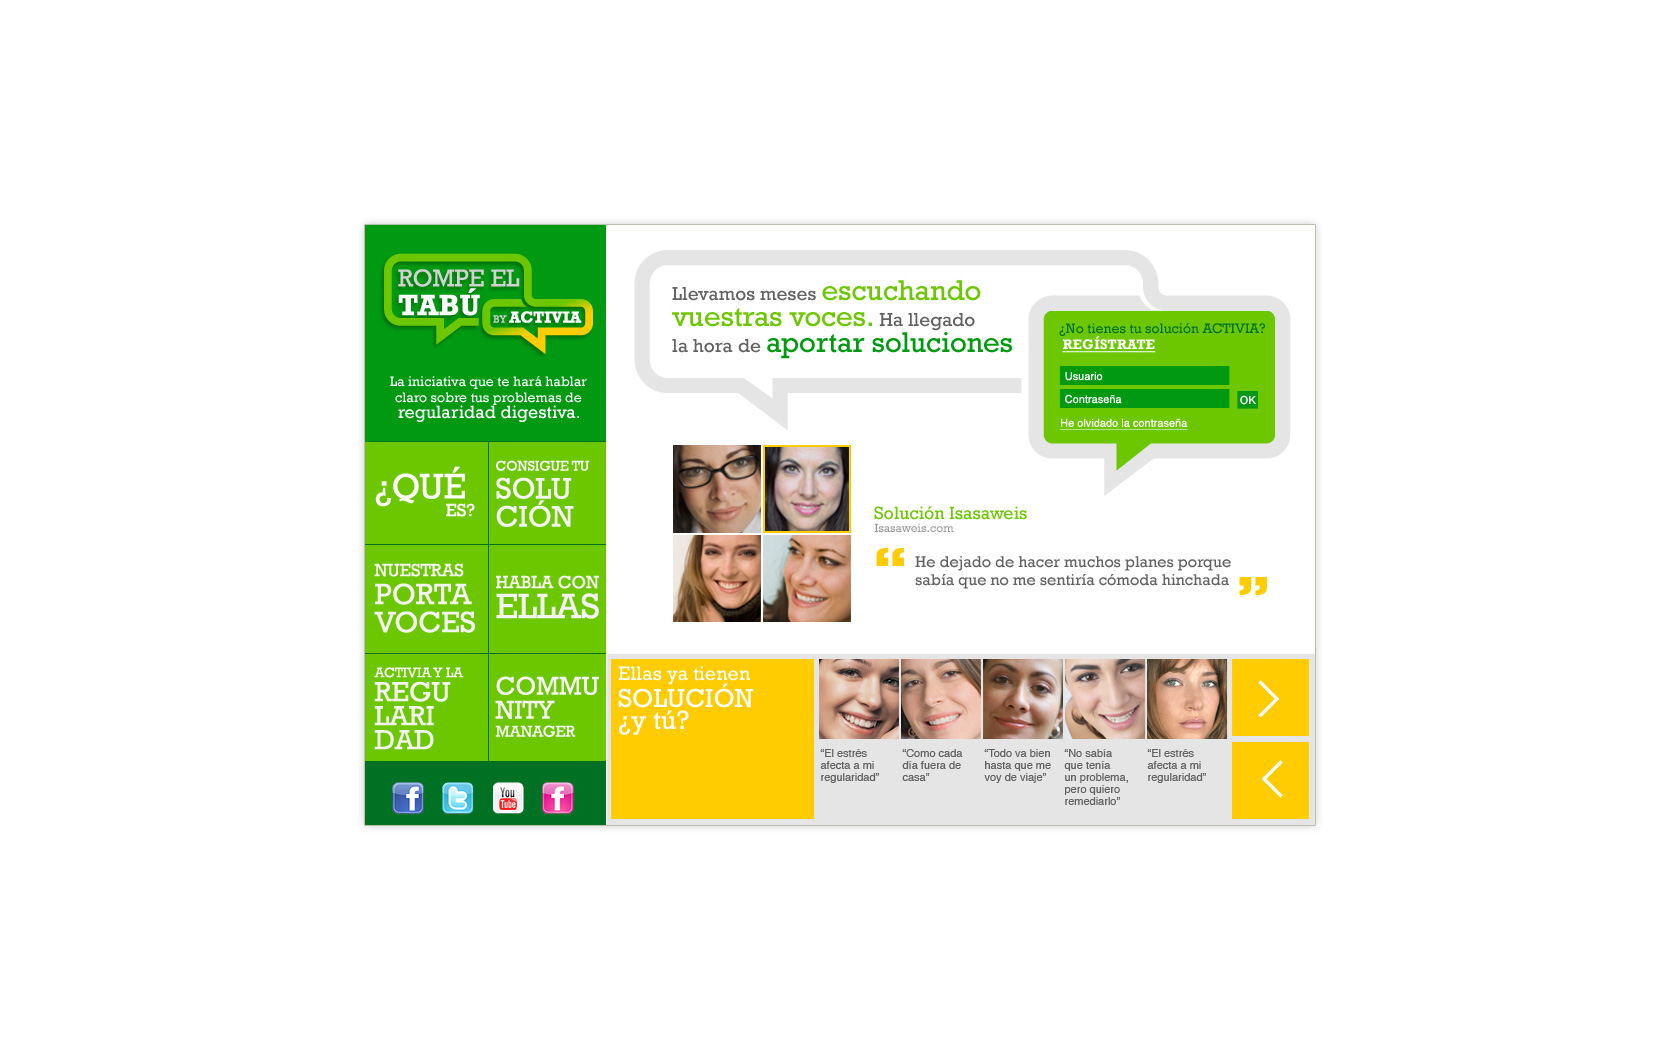 ROMPE EL
TABÚ
BY ACTIVIA
La iniciativa que te hará hablar
claro sobre tus problemas de
regularidad digestiva.
¿QUÉ
ES?
CONSIGUE TU
SOLU
CIÓN
NUESTRAS
PORTA
VOCES
HABLA CON
ELLAS
ACTIVIA Y LA
REGU
LARI
DAD
COMMU
NITY
MANAGER
f
t
You
Tube
f
Llevamos meses escuchando
vuestras voces. Ha llegado
la hora de aportar soluciones
¿No tienes tu solución ACTIVIA?
REGÍSTRATE
Usuario
Contraseña
OK
He olvidado la contraseña
Solución Isasaweis
Isasaweis.com
“ He dejado de hacer muchos planes porque
sabía que no me sentiría cómoda hinchada ”
Ellas ya tienen
SOLUCIÓN
¿y tú?
“El estrés
afecta a mi
regularidad”
“Como cada
día fuera de
casa”
“Todo va bien
hasta que me
voy de viaje”
“No sabía
que tenía
un problema,
pero quiero
remediarlo”
“El estrés
afecta a mi
regularidad”